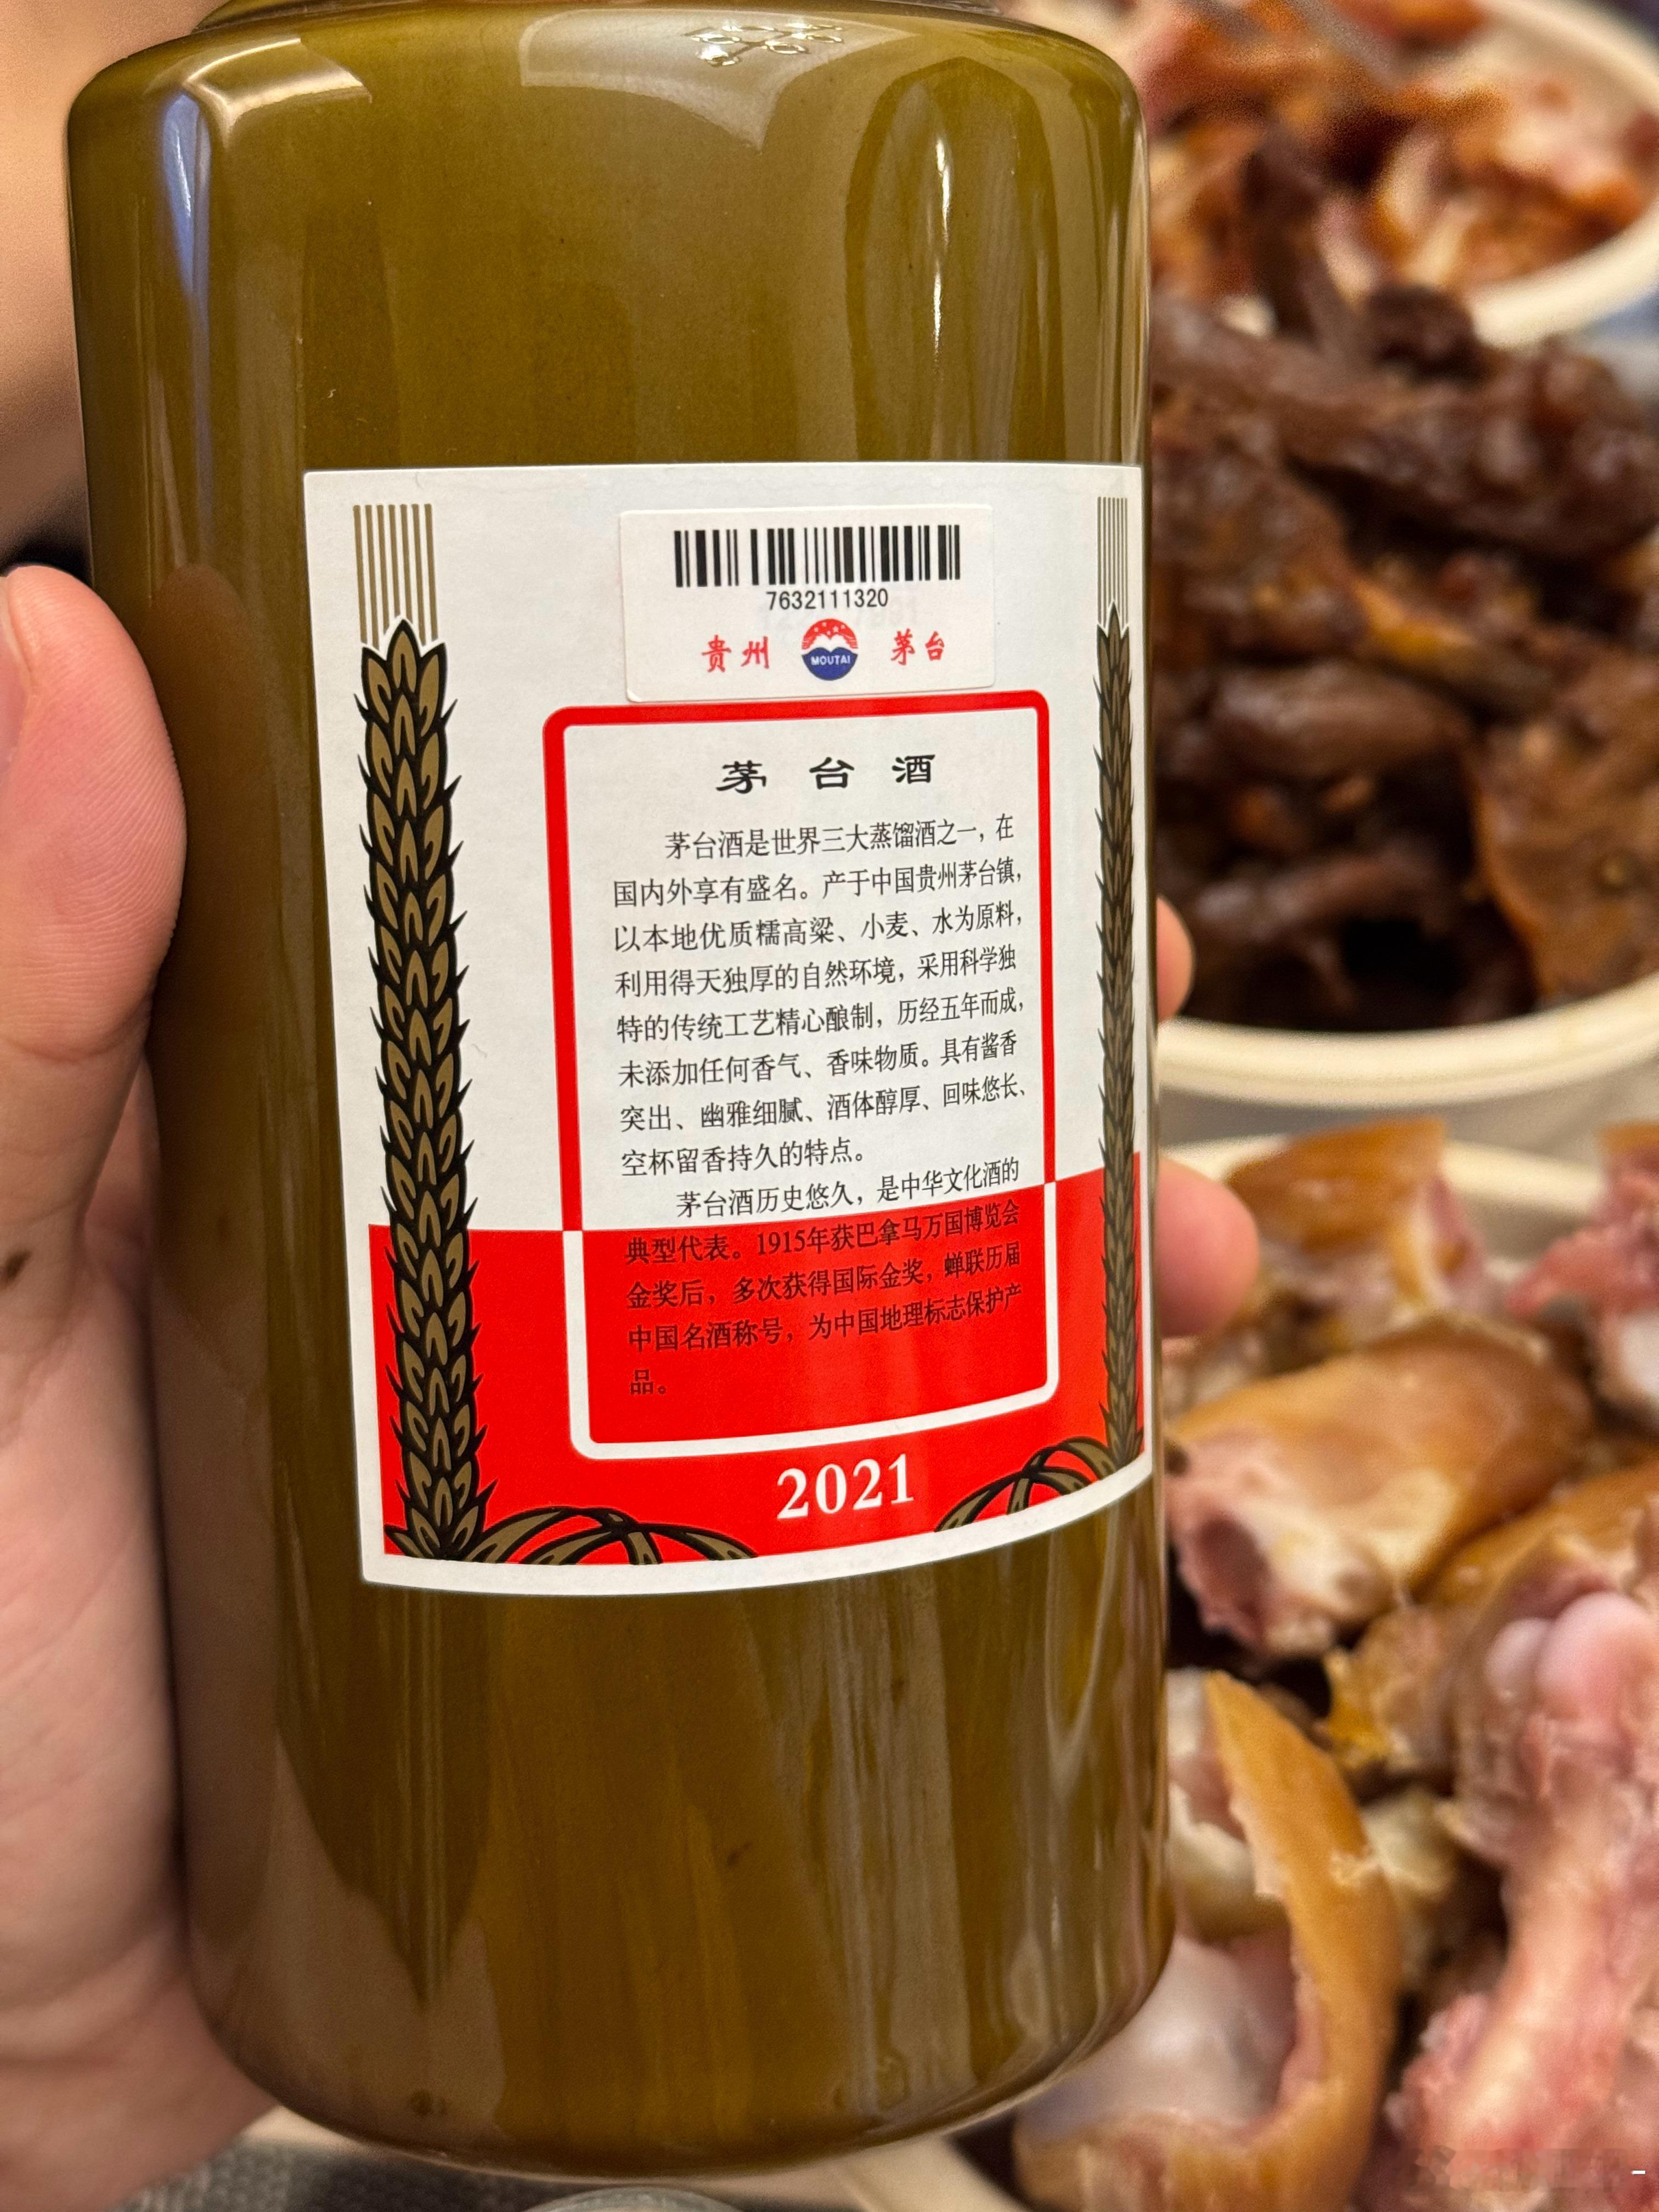 7632111320
贵州 MOUTAI 茅台
茅台酒
茅台酒是世界三大蒸馏酒之一，在
国内外享有盛名。产于中国贵州茅台镇，
以本地优质糯高粱、小麦、水为原料，
利用得天独厚的自然环境，采用科学独
特的传统工艺精心酿制，历经五年而成，
未添加任何香气、香味物质。具有酱香
突出、幽雅细腻、酒体醇厚、回味悠长、
空杯留香持久的特点。
茅台酒历史悠久，是中华文化酒的
典型代表。1915年获巴拿马万国博览会
金奖后，多次获得国际金奖，蝉联历届
中国名酒称号，为中国地理标志保护产
品。
2021